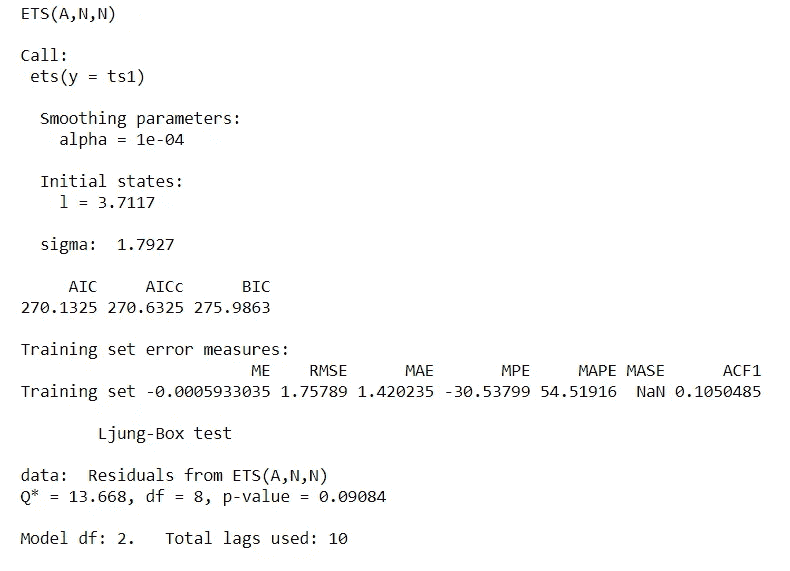 ETS(A,N,N)
Call:
ets(y = ts1)
Smoothing parameters:
alpha = 1e-04
Initial states:
l = 3.7117
sigma: 1.7927
AIC AICc BIC
270.1325 270.6325 275.9863
Training set error measures:
ME RMSE MAE MPE MAPE MASE ACF1
Training set -0.0005933035 1.75789 1.420235 -30.53799 54.51916 NaN 0.1050485
Ljung-Box test
data: Residuals from ETS(A,N,N)
Q* = 13.668, df = 8, p-value = 0.09084
Model df: 2. Total lags used: 10